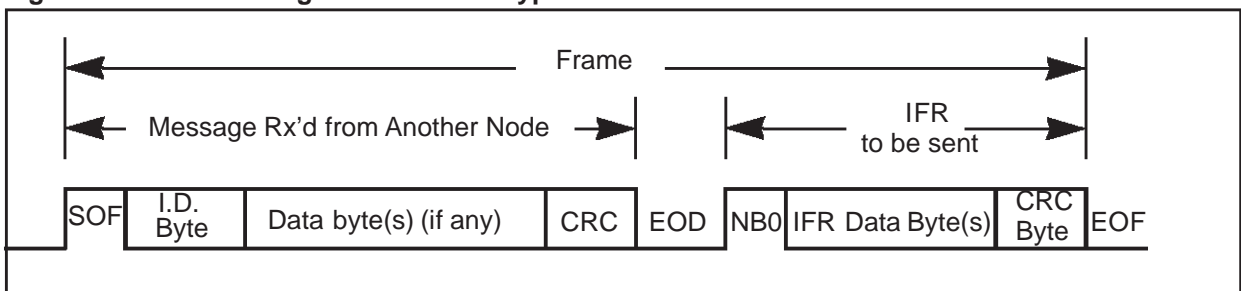 Frame
Message Rx'd from Another Node
IFR
to be sent
SOF
I.D.
Byte
Data byte(s) (if any)
CRC
EOD
NB0
IFR Data Byte(s)
CRC
Byte
EOF